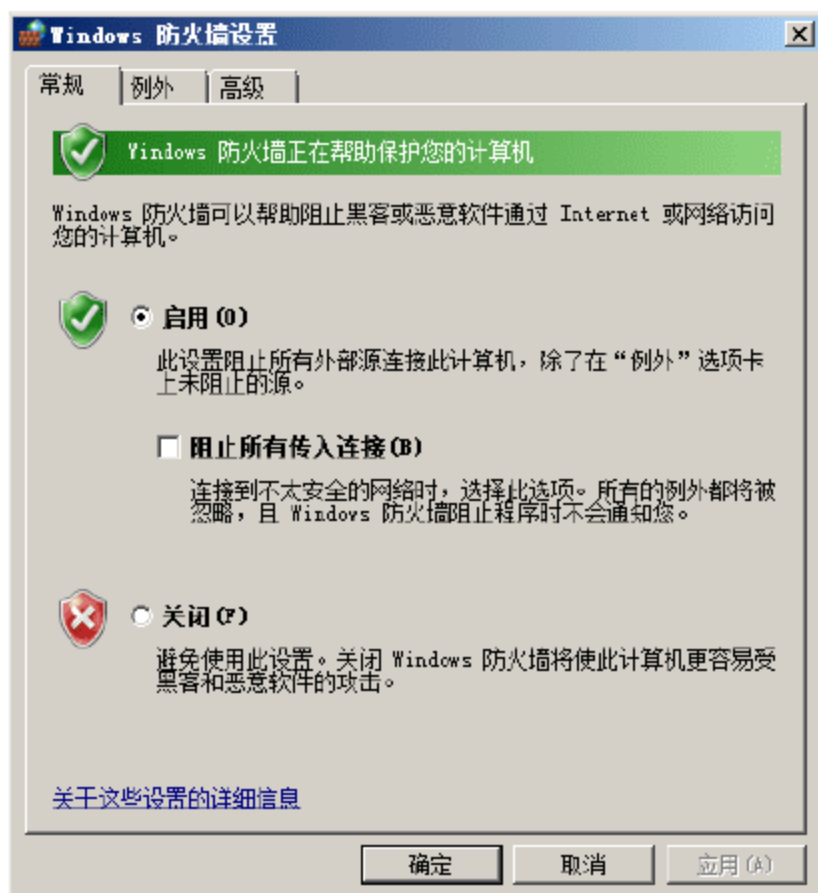 Windows 防火墙设置
常规
例外
高级
Windows 防火墙正在帮助保护您的计算机
Windows 防火墙可以帮助阻止黑客或恶意软件通过 Internet 或网络访问
您的计算机。
启用(O)
此设置阻止所有外部源连接此计算机，除了在“例外”选项卡
上未阻止的源。
阻止所有传入连接(B)
连接到不太安全的网络时，选择此选项。所有的例外都将被
忽略，且 Windows 防火墙阻止程序时不会通知您。
关闭(F)
避免使用此设置。关闭 Windows 防火墙将使此计算机更容易受
黑客和恶意软件的攻击。
关于这些设置的详细信息
确定
取消
应用(A)